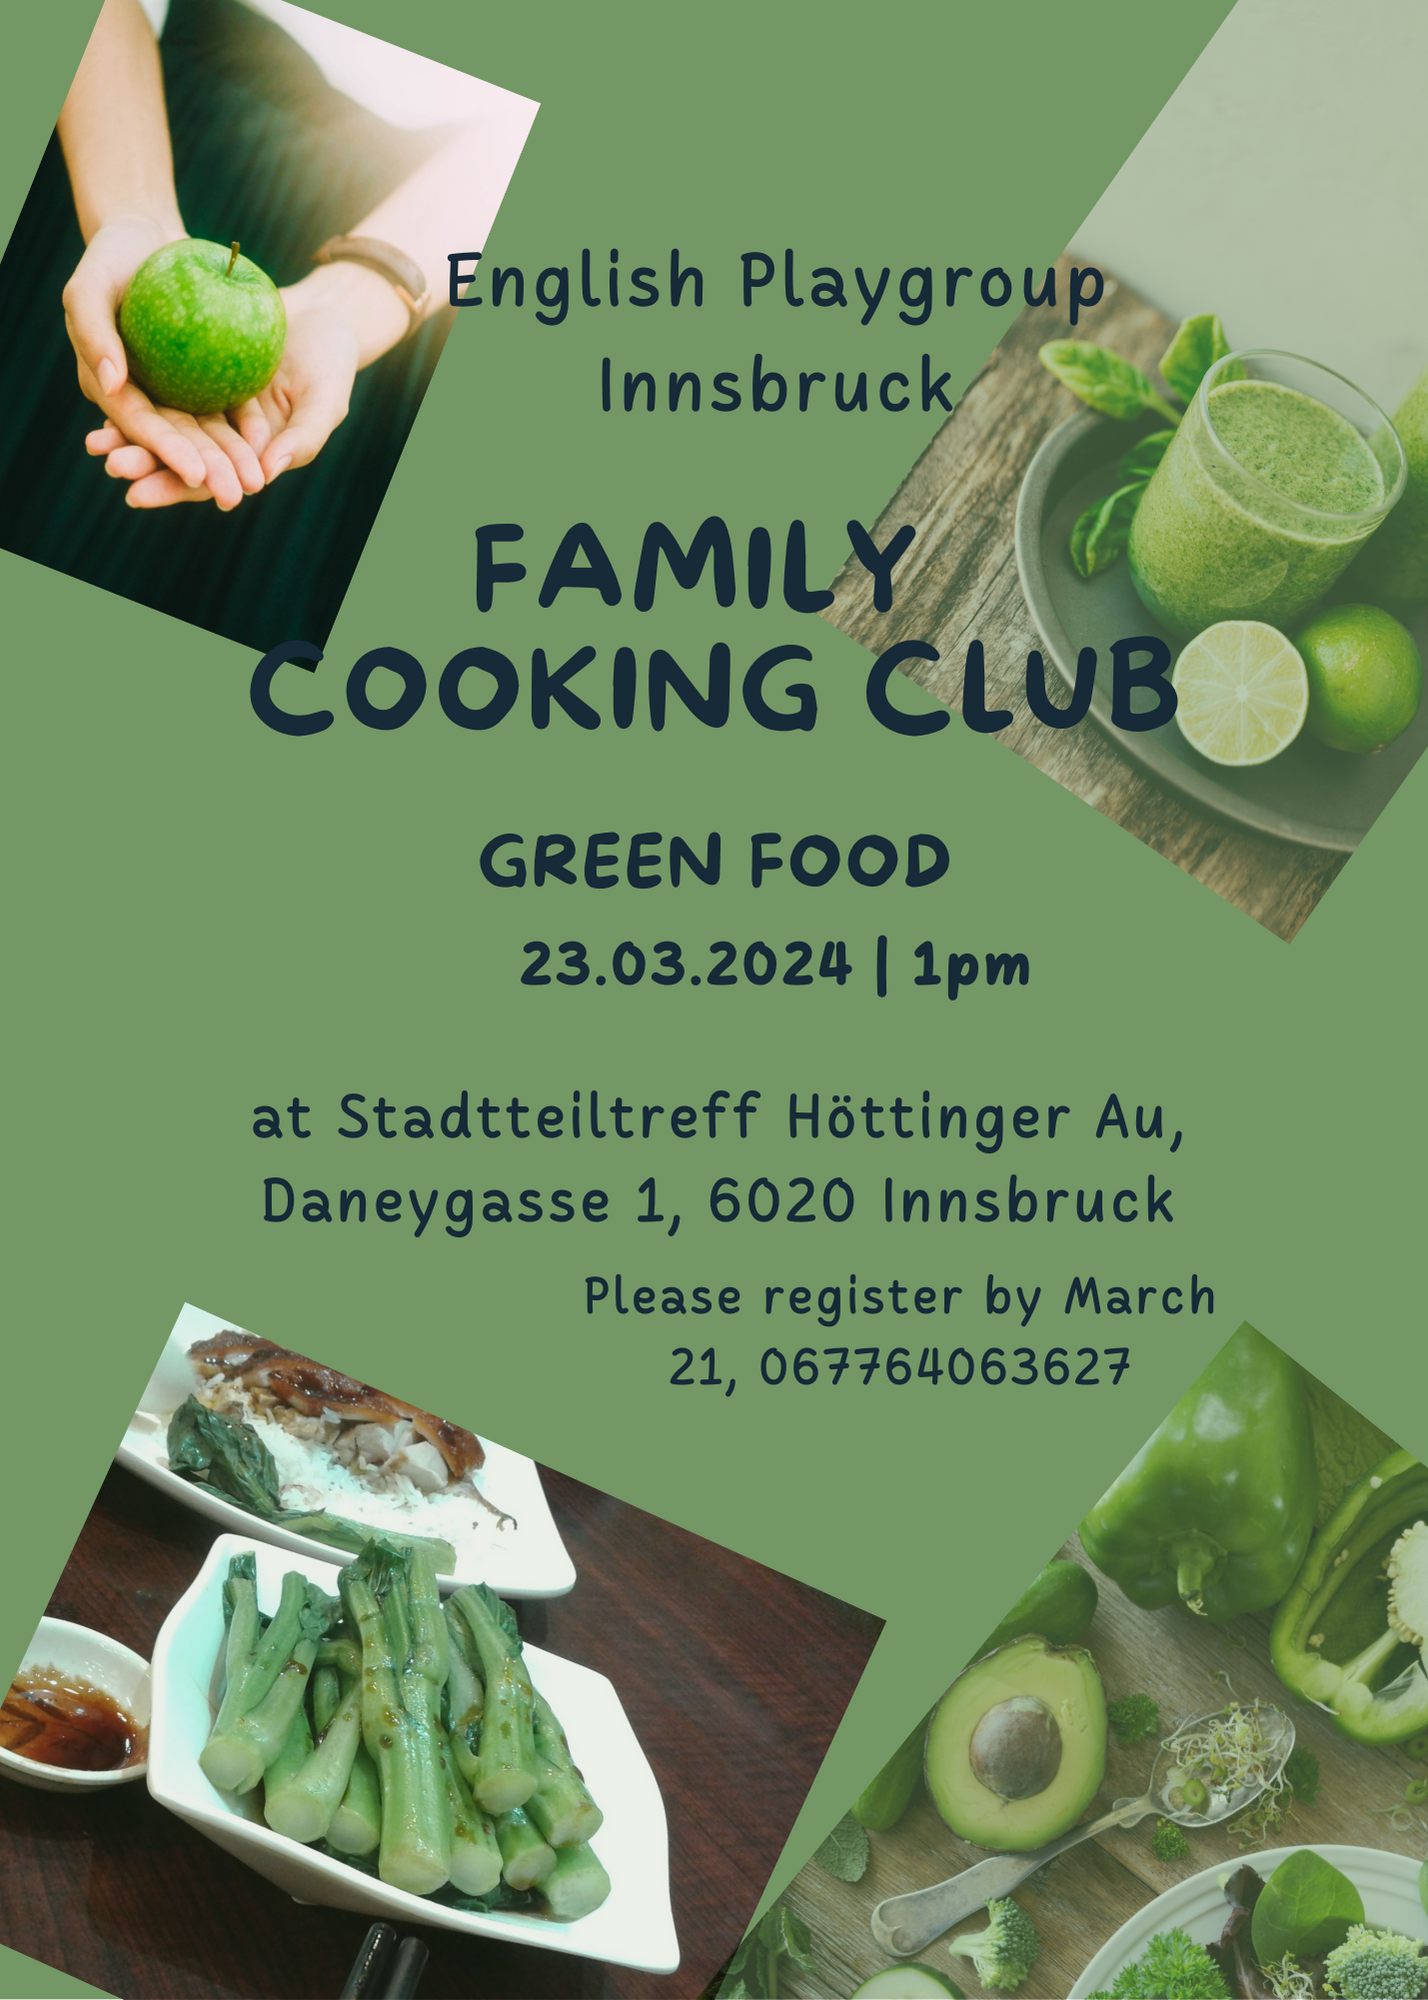 English Playgroup
Innsbruck
FAMILY
COOKING CLUB
GREEN FOOD
23.03.2024 | 1pm
at Stadtteiltreff Höttinger Au,
Daneygasse 1, 6020 Innsbruck
Please register by March
21, 067764063627